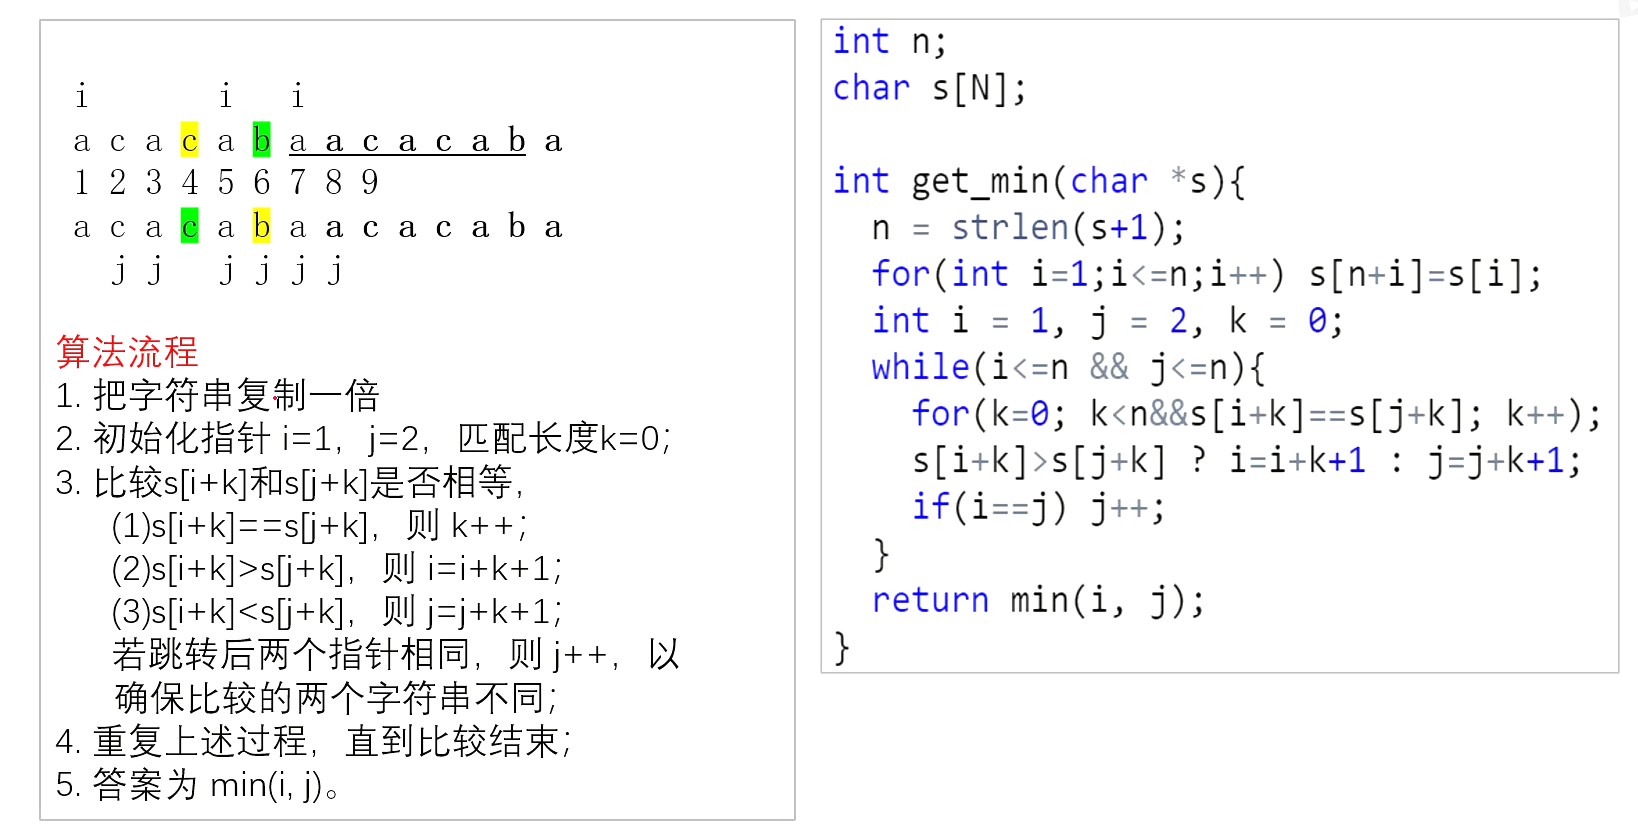 i i i
a c a c a b a a c a c a b a
1 2 3 4 5 6 7 8 9
a c a c a b a a c a c a b a
j j j j j j
算法流程
1. 把字符串复制一倍
2. 初始化指针 i=1，j=2，匹配长度k=0；
3. 比较s[i+k]和s[j+k]是否相等，
(1)s[i+k]==s[j+k]，则 k++；
(2)s[i+k]>s[j+k]，则 i=i+k+1；
(3)s[i+k]<s[j+k]，则 j=j+k+1；
若跳转后两个指针相同，则 j++，以
确保比较的两个字符串不同；
4. 重复上述过程，直到比较结束；
5. 答案为 min(i, j)。
int n;
char s[N];
int get_min(char *s){
n = strlen(s+1);
for(int i=1;i<=n;i++) s[n+i]=s[i];
int i = 1, j = 2, k = 0;
while(i<=n && j<=n){
for(k=0; k<n&&s[i+k]==s[j+k]; k++);
s[i+k]>s[j+k] ? i=i+k+1 : j=j+k+1;
if(i==j) j++;
}
return min(i, j);
}